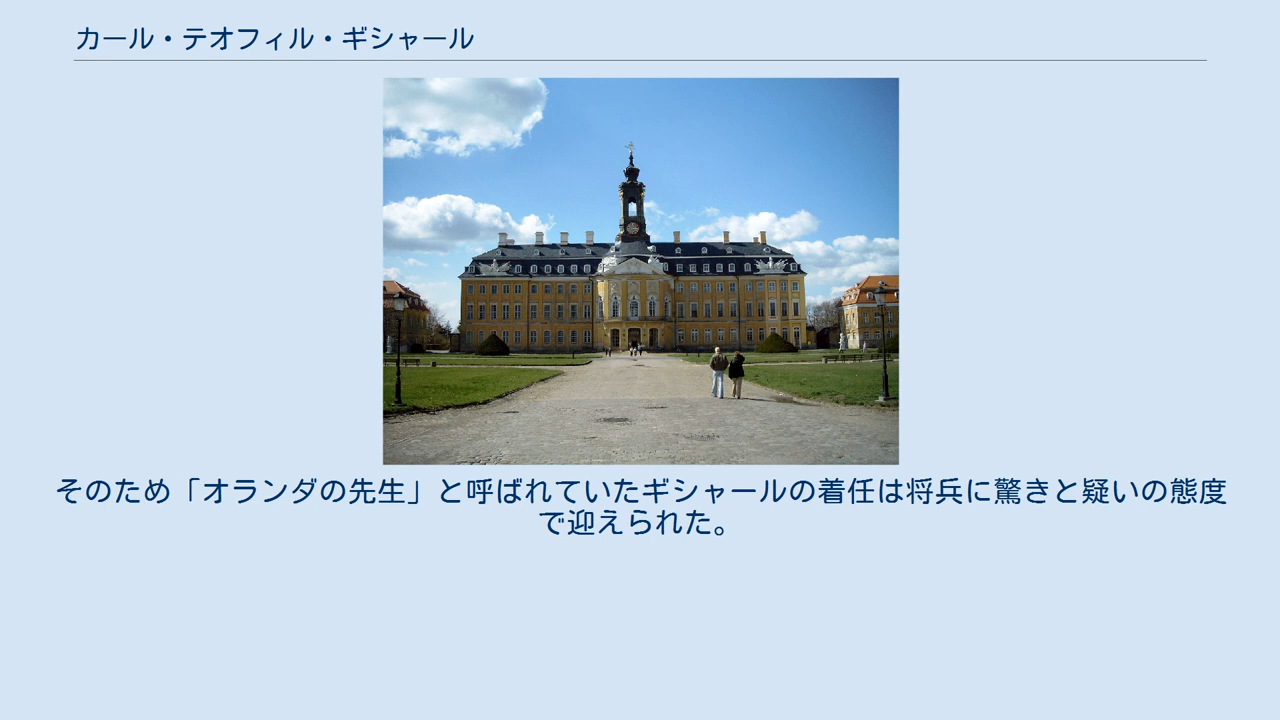 カール・テオフィル・ギシャール
そのため「オランダの先生」と呼ばれていたギシャールの着任は将兵に驚きと疑いの態度
で迎えられた。